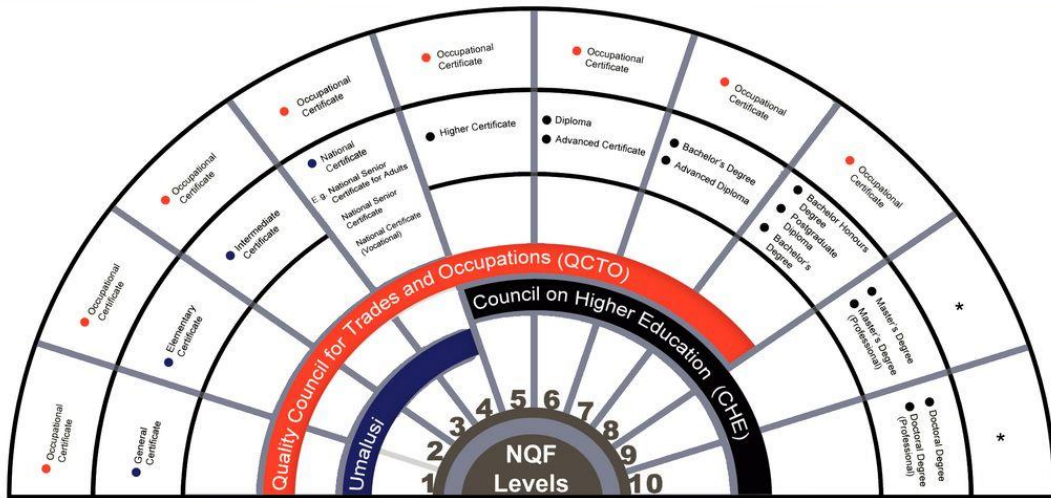 Occupational
Certificate
Occupational
Certificate
Occupational
Certificate
Occupational
Certificate
Occupational
Certificate
Occupational
Certificate
Occupational
Certificate
Occupational
Certificate
*
*
General
Certificate
Elementary
Certificate
Intermediate
Certificate
National
Certificate
E.g. National Senior
Certificate for Adults
National Senior
Certificate
National Certificate
(Vocational)
Higher Certificate
Diploma
Advanced Certificate
Bachelor's Degree
Advanced Diploma
Bachelor Honours
Degree
Postgraduate
Diploma
Bachelor's
Degree
Master's Degree
Master's Degree
(Professional)
Doctoral Degree
Doctoral Degree
(Professional)
Quality Council for Trades and Occupations (QCTO)
Council on Higher Education (CHE)
Umalusi
1
2
3
4
5
6
7
8
9
10
NQF
Levels